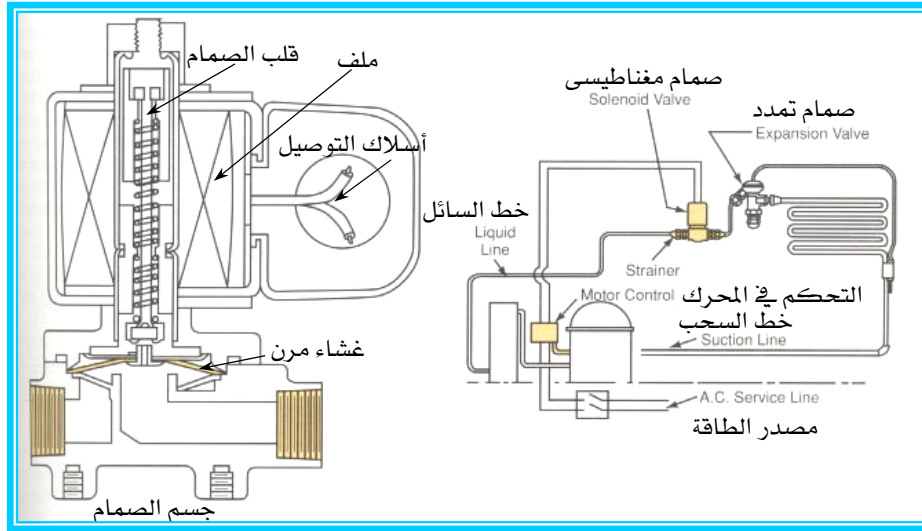 قلب الصمام
ملف
أسلاك التوصيل
غشاء مرن
جسم الصمام
صمام مغناطيسى
Solenoid Valve
صمام تمدد
Expansion Valve
خط السائل
Liquid
Line
Strainer
Motor Control
التحكم في المحرك
خط السحب
Suction Line
A.C. Service Line
مصدر الطاقة